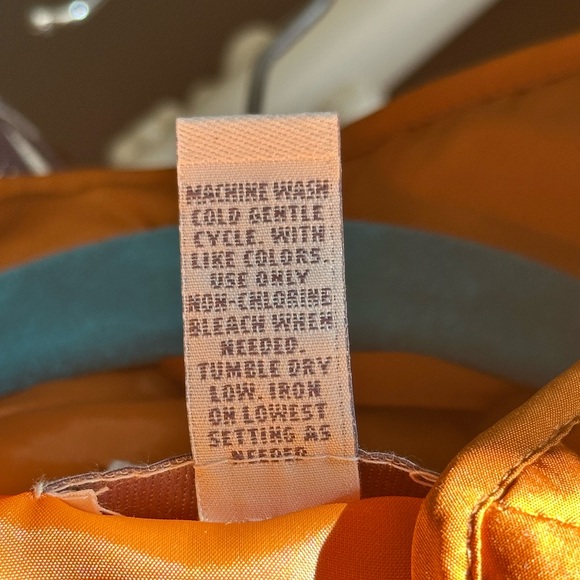 MACHINE WASH
COLD GENTLE
CYCLE. WITH
LIKE COLORS.
USE ONLY
NON-CHLORINE
BLEACH WHEN
NEEDED.
TUMBLE DRY
LOW. IRON
ON LOWEST
SETTING AS
NEEDED